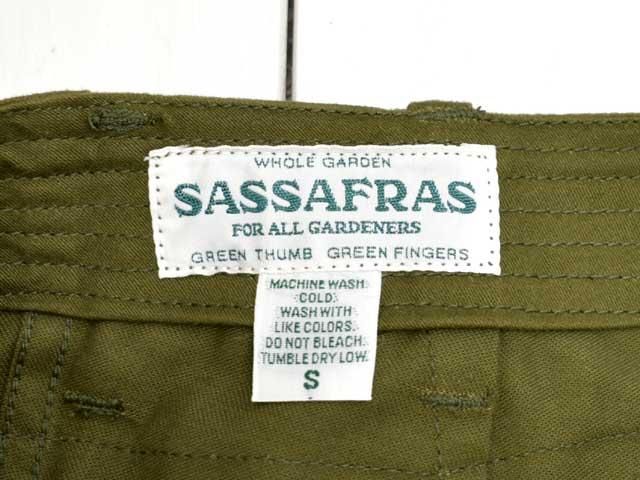 WHOLE GARDEN
SASSAFRAS
FOR ALL GARDENERS
GREEN THUMB GREEN FINGERS
MACHINE WASH
COLD.
WASH WITH
LIKE COLORS.
DO NOT BLEACH.
TUMBLE DRY LOW.
S